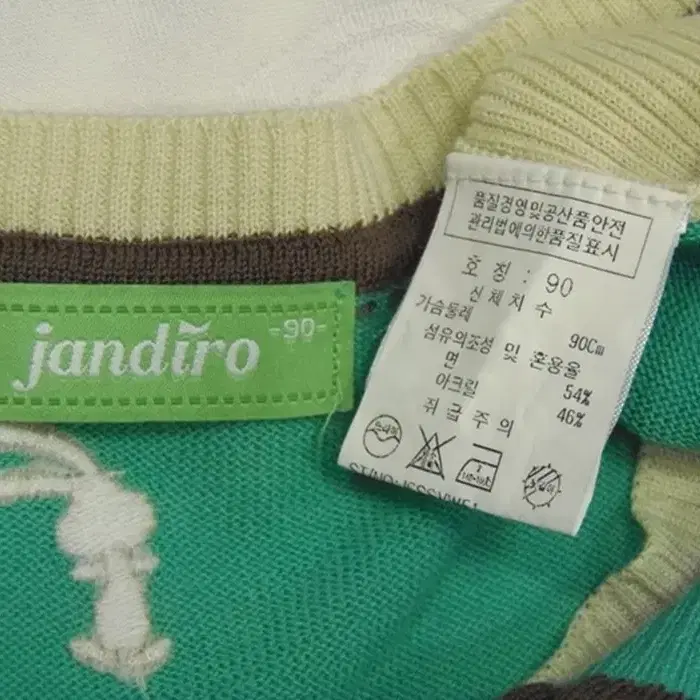 jandiro -90-
품질경영및공산품안전
관리법에의한품질표시
호칭 : 90
신체치수
가슴둘레 90Cm
섬유의조성 및 혼용율
면 54%
아크릴 46%
취급주의